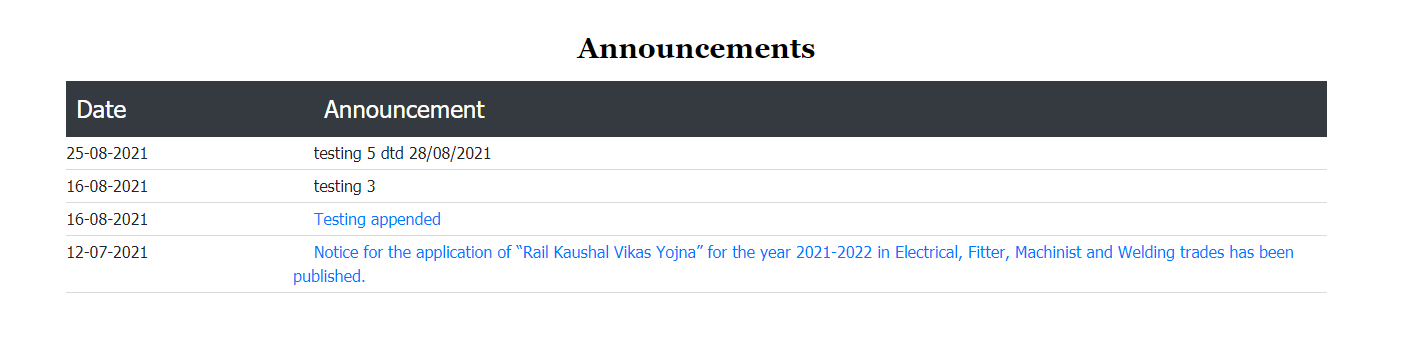 Announcements
Date Announcement
25-08-2021 testing 5 dtd 28/08/2021
16-08-2021 testing 3
16-08-2021 Testing appended
12-07-2021 Notice for the application of “Rail Kaushal Vikas Yojna” for the year 2021-2022 in Electrical, Fitter, Machinist and Welding trades has been
published.